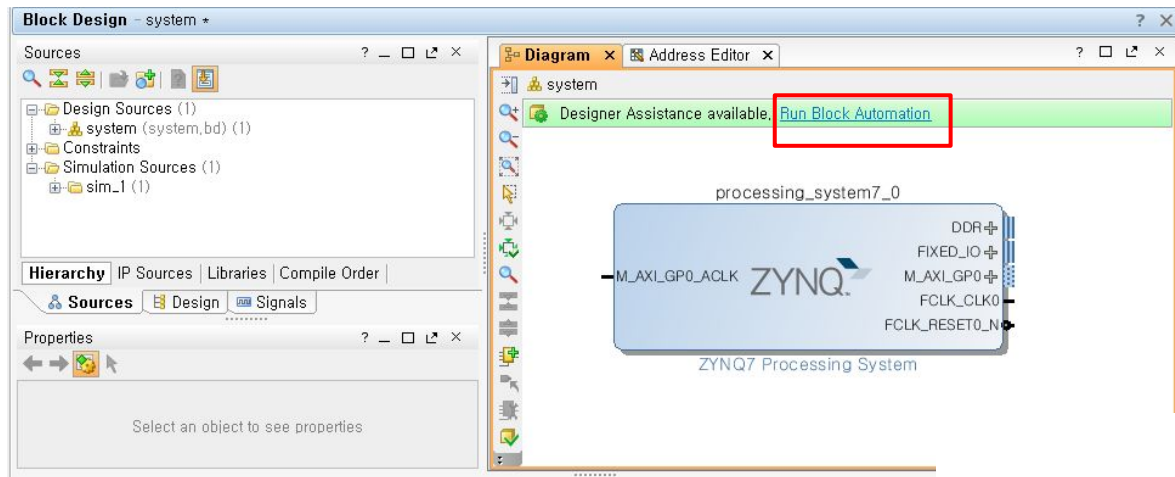 Block Design - system *
? X
Sources
? _ □ X
Design Sources (1)
system (system,bd) (1)
Constraints
Simulation Sources (1)
sim_1 (1)
Hierarchy IP Sources Libraries Compile Order
Sources Design Signals
Properties
? _ □ X
Select an object to see properties
Diagram X Address Editor X
? □ X
system
Designer Assistance available, Run Block Automation
processing_system7_0
DDR
FIXED_IO
M_AXI_GP0_ACLK ZYNQ M_AXI_GP0
FCLK_CLK0
FCLK_RESET0_N
ZYNQ7 Processing System